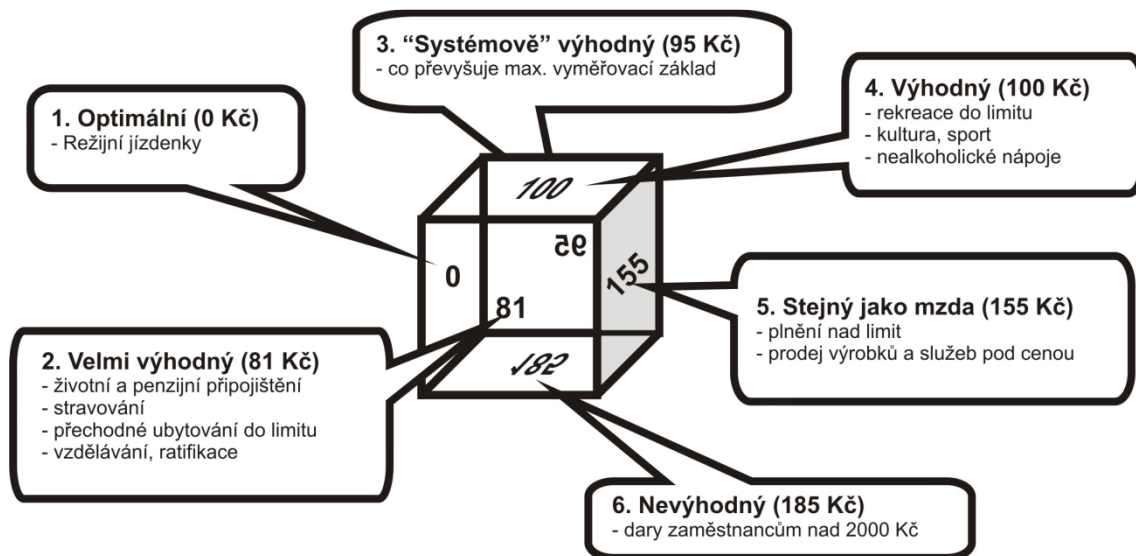 1. Optimální (0 Kč)
- Režijní jízdenky
2. Velmi výhodný (81 Kč)
- životní a penzijní připojištění
- stravování
- přechodné ubytování do limitu
- vzdělávání, ratifikace
3. “Systémově” výhodný (95 Kč)
- co převyšuje max. vyměřovací základ
4. Výhodný (100 Kč)
- rekreace do limitu
- kultura, sport
- nealkoholické nápoje
5. Stejný jako mzda (155 Kč)
- plnění nad limit
- prodej výrobků a služeb pod cenou
6. Nevýhodný (185 Kč)
- dary zaměstnancům nad 2000 Kč
100
95
0
155
81
185